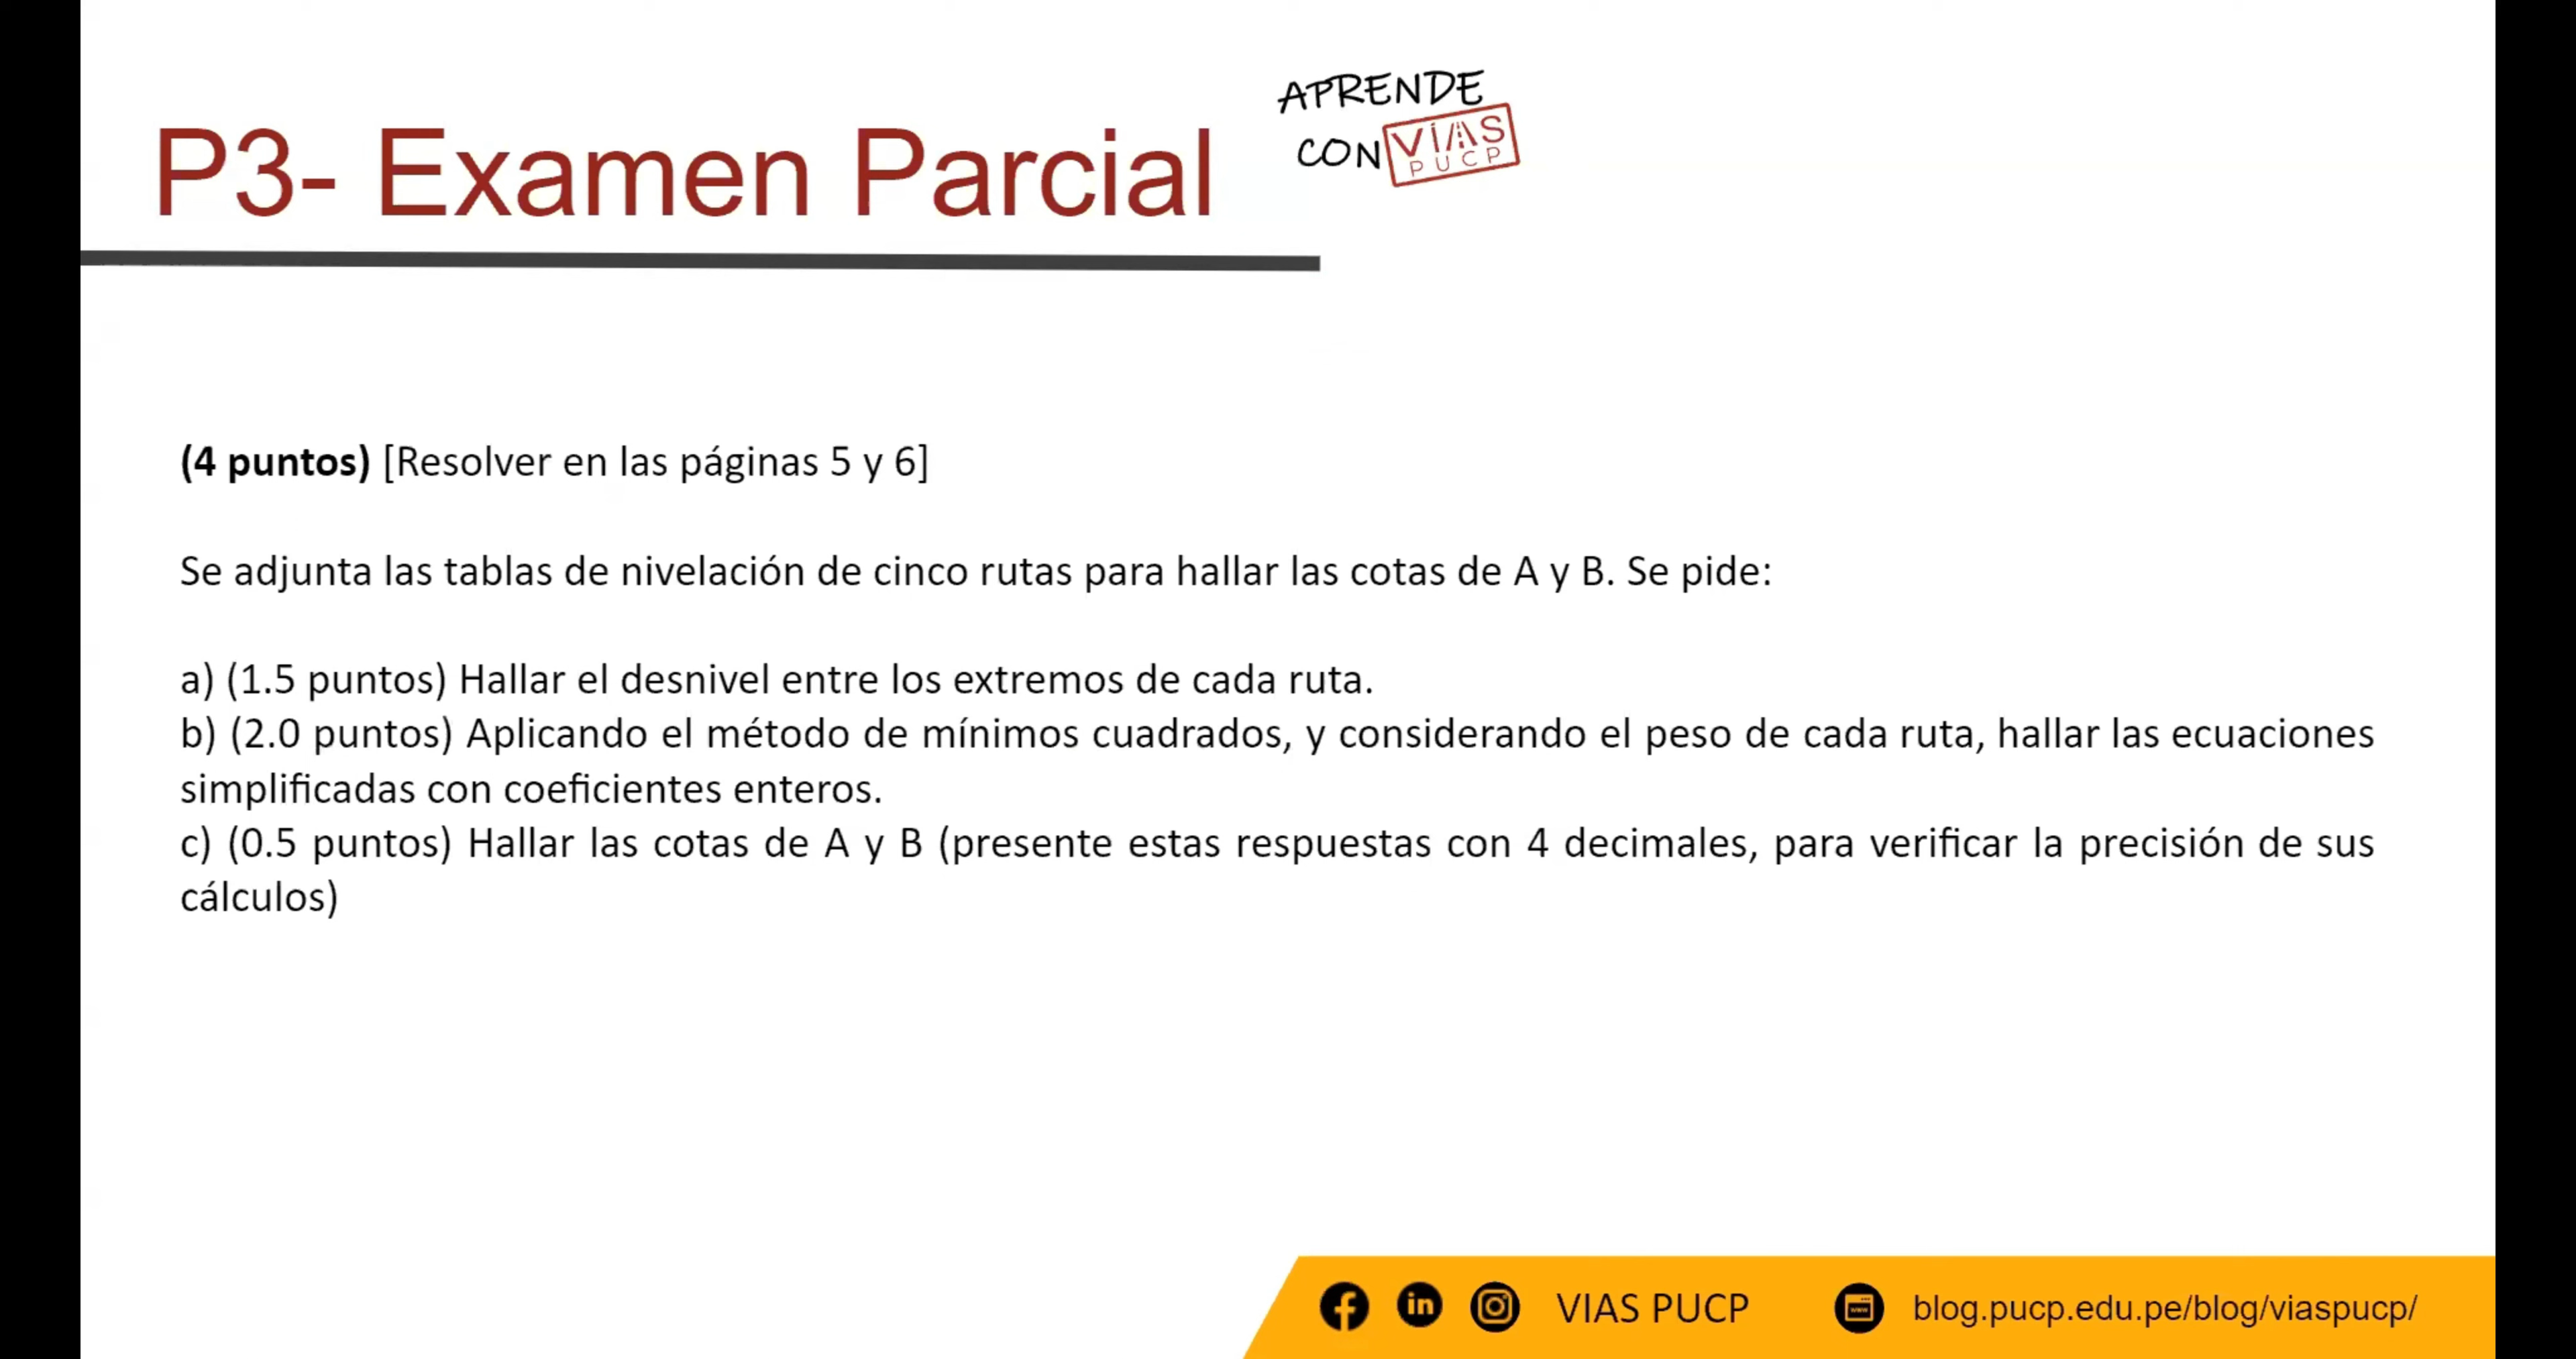 P3- Examen Parcial
APRENDE
CON VÍAS
PUCP
(4 puntos) [Resolver en las páginas 5 y 6]
Se adjunta las tablas de nivelación de cinco rutas para hallar las cotas de A y B. Se pide:
a) (1.5 puntos) Hallar el desnivel entre los extremos de cada ruta.
b) (2.0 puntos) Aplicando el método de mínimos cuadrados, y considerando el peso de cada ruta, hallar las ecuaciones
simplificadas con coeficientes enteros.
c) (0.5 puntos) Hallar las cotas de A y B (presente estas respuestas con 4 decimales, para verificar la precisión de sus
cálculos)
VIAS PUCP
blog.pucp.edu.pe/blog/viaspucp/